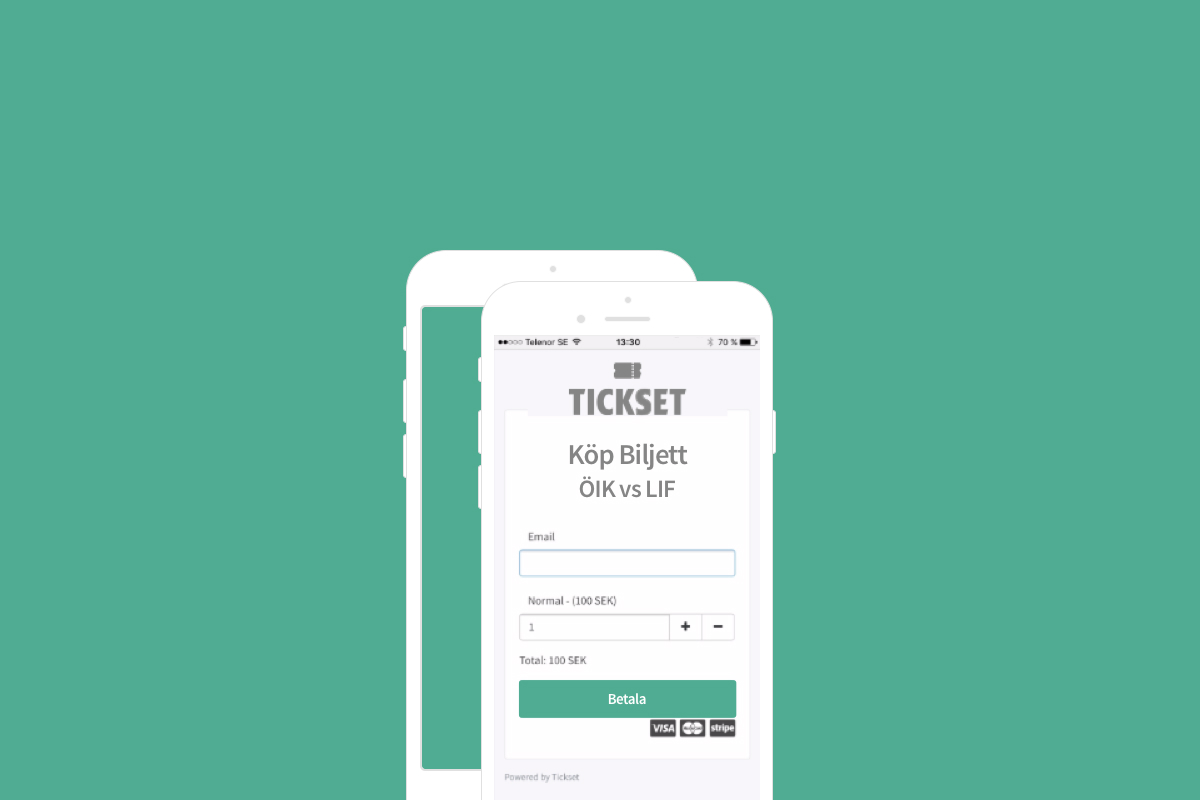 Telenor SE 13:30 70 %
TICKSET
Köp Biljett
ÖIK vs LIF
Email
Normal - (100 SEK)
1 + −
Total: 100 SEK
Betala
VISA MasterCard stripe
Powered by Tickset